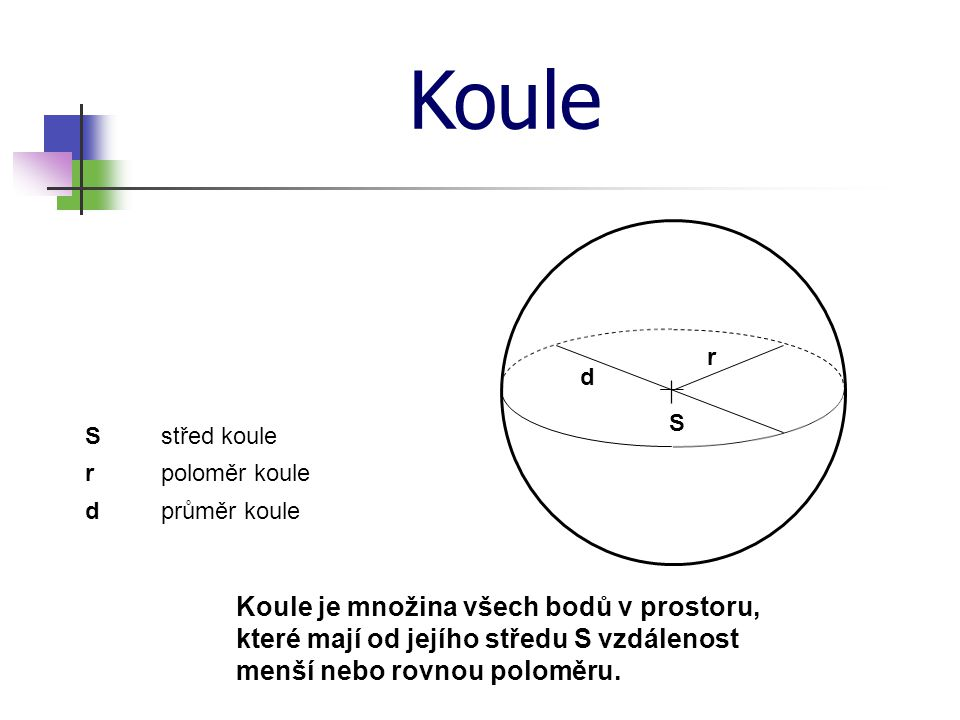 Koule
r
d
S
S střed koule
r poloměr koule
d průměr koule
Koule je množina všech bodů v prostoru,
které mají od jejího středu S vzdálenost
menší nebo rovnou poloměru.